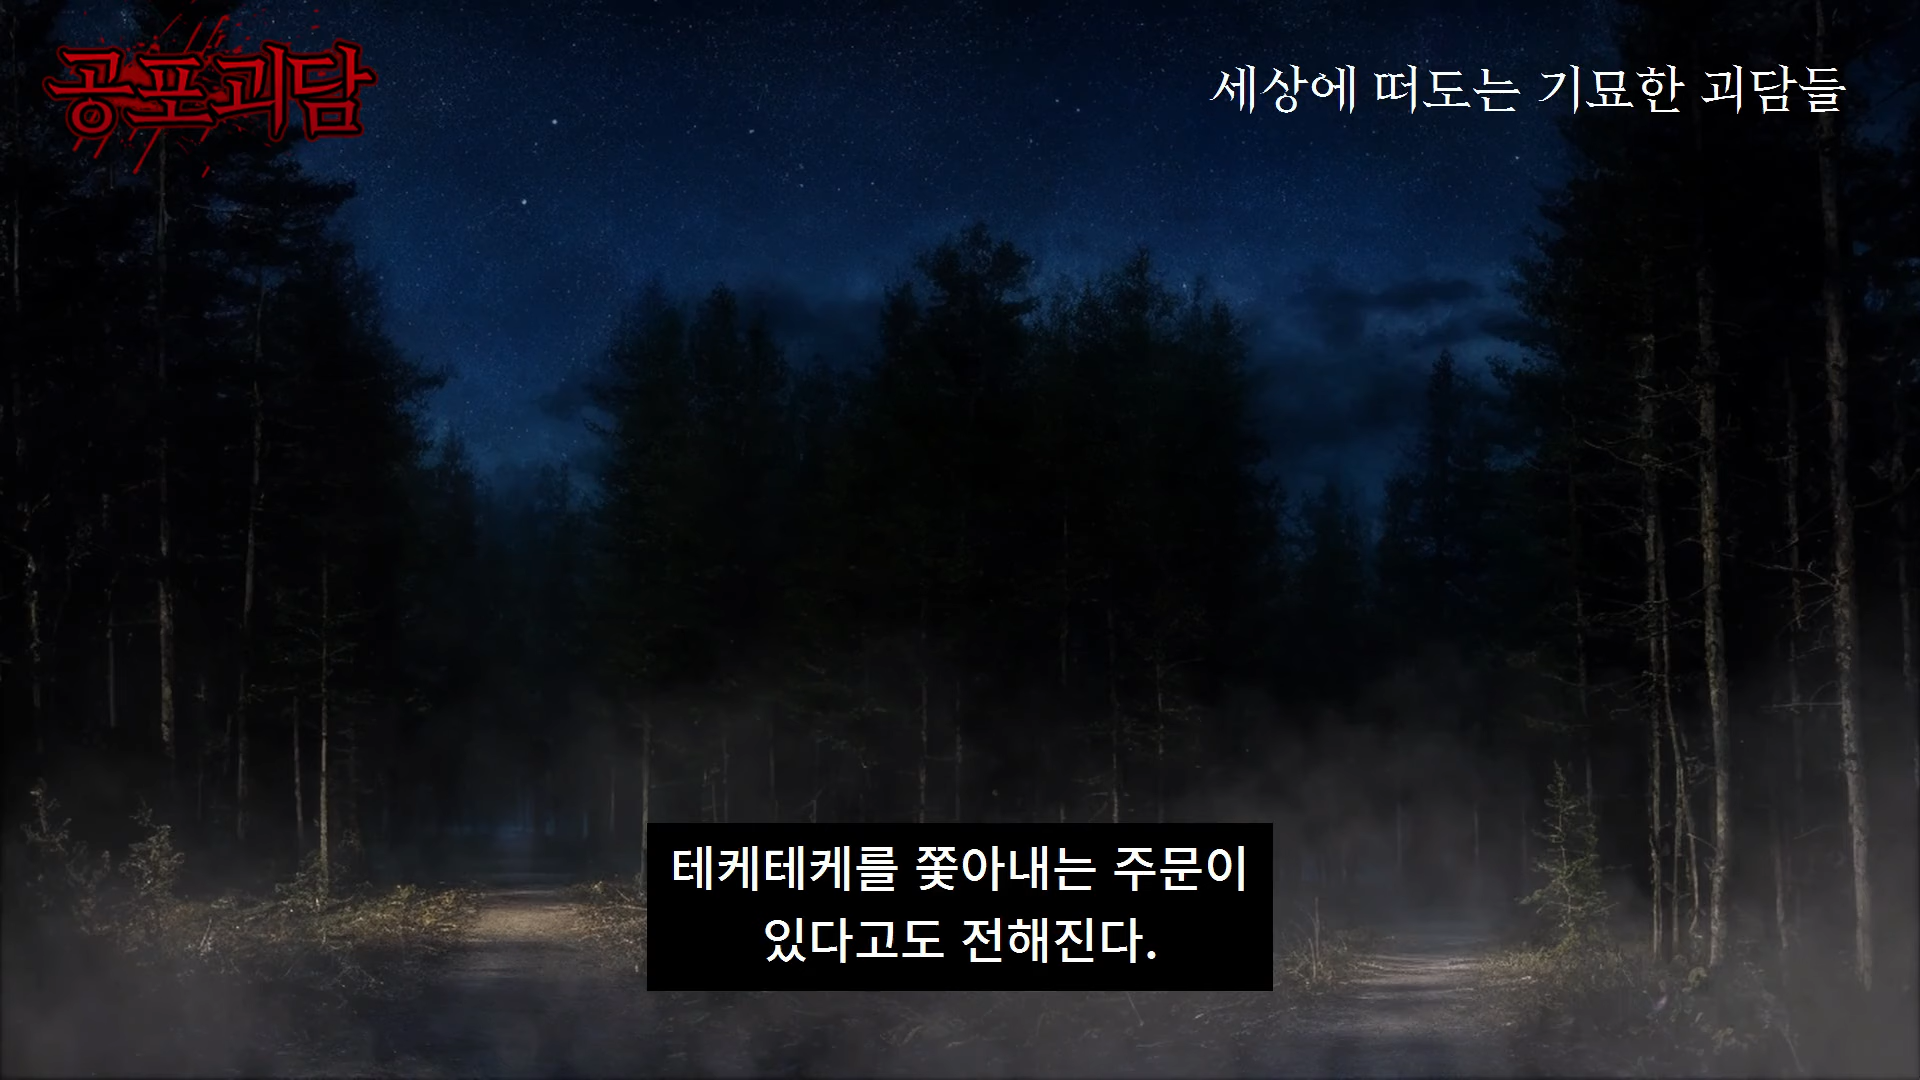 공포괴담
세상에 떠도는 기묘한 괴담들
테케테케를 쫓아내는 주문이
있다고도 전해진다.